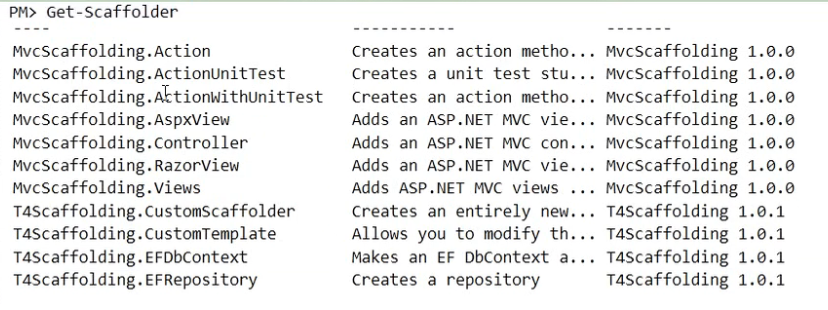 PM> Get-Scaffolder
---- ----------- -------
MvcScaffolding.Action Creates an action metho... MvcScaffolding 1.0.0
MvcScaffolding.ActionUnitTest Creates a unit test stu... MvcScaffolding 1.0.0
MvcScaffolding.ActionWithUnitTest Creates an action metho... MvcScaffolding 1.0.0
MvcScaffolding.AspxView Adds an ASP.NET MVC vie... MvcScaffolding 1.0.0
MvcScaffolding.Controller Adds an ASP.NET MVC con... MvcScaffolding 1.0.0
MvcScaffolding.RazorView Adds an ASP.NET MVC vie... MvcScaffolding 1.0.0
MvcScaffolding.Views Adds ASP.NET MVC views ... MvcScaffolding 1.0.0
T4Scaffolding.CustomScaffolder Creates an entirely new... T4Scaffolding 1.0.1
T4Scaffolding.CustomTemplate Allows you to modify th... T4Scaffolding 1.0.1
T4Scaffolding.EFDbContext Makes an EF DbContext a... T4Scaffolding 1.0.1
T4Scaffolding.EFRepository Creates a repository T4Scaffolding 1.0.1